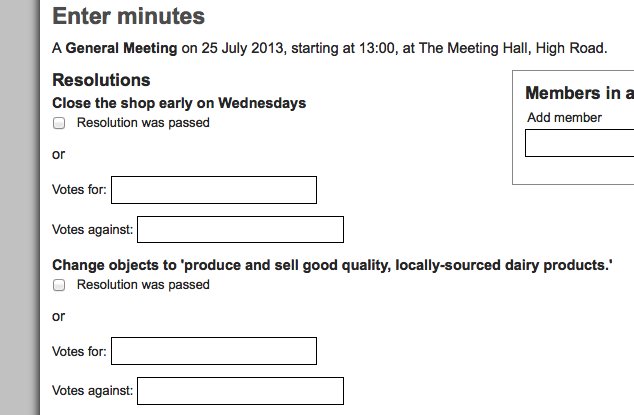 Enter minutes
A General Meeting on 25 July 2013, starting at 13:00, at The Meeting Hall, High Road.
Resolutions
Close the shop early on Wednesdays
Resolution was passed
or
Votes for:
Votes against:
Change objects to 'produce and sell good quality, locally-sourced dairy products.'
Resolution was passed
or
Votes for:
Votes against:
Members in a
Add member